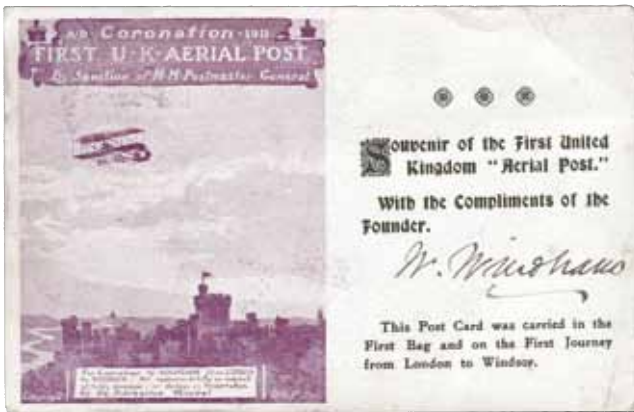 A·D Coronation · 1911
FIRST · U · K · AERIAL POST
By Sanction of H·M·Postmaster General
Souvenir of the First United
Kingdom "Aerial Post."
With the Compliments of the
Founder.
W. Windham
This Post Card was carried in the
First Bag and on the First Journey
from London to Windsor.